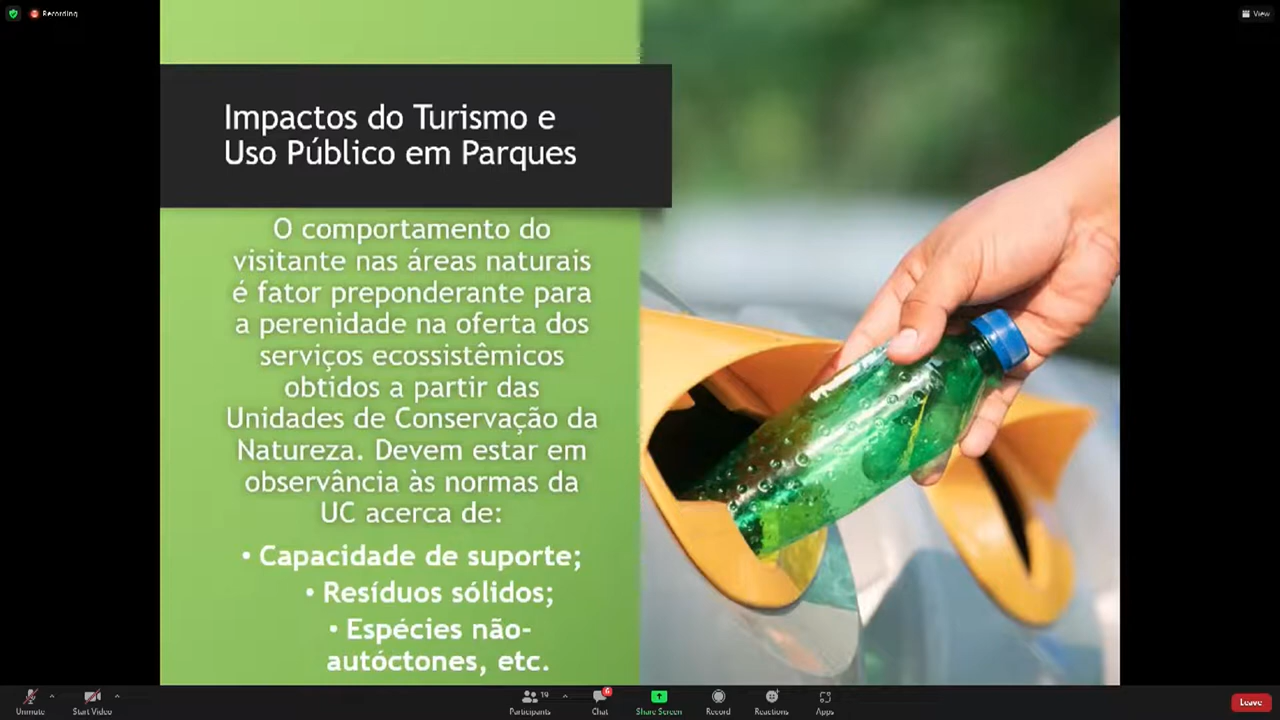 Recording
View
Impactos do Turismo e
Uso Público em Parques
O comportamento do
visitante nas áreas naturais
é fator preponderante para
a perenidade na oferta dos
serviços ecossistêmicos
obtidos a partir das
Unidades de Conservação da
Natureza. Devem estar em
observância às normas da
UC acerca de:
• Capacidade de suporte;
• Resíduos sólidos;
• Espécies não-
autóctones, etc.
Unmute
Start Video
Participants
19
Chat
6
Share Screen
Record
Reactions
Apps
Leave